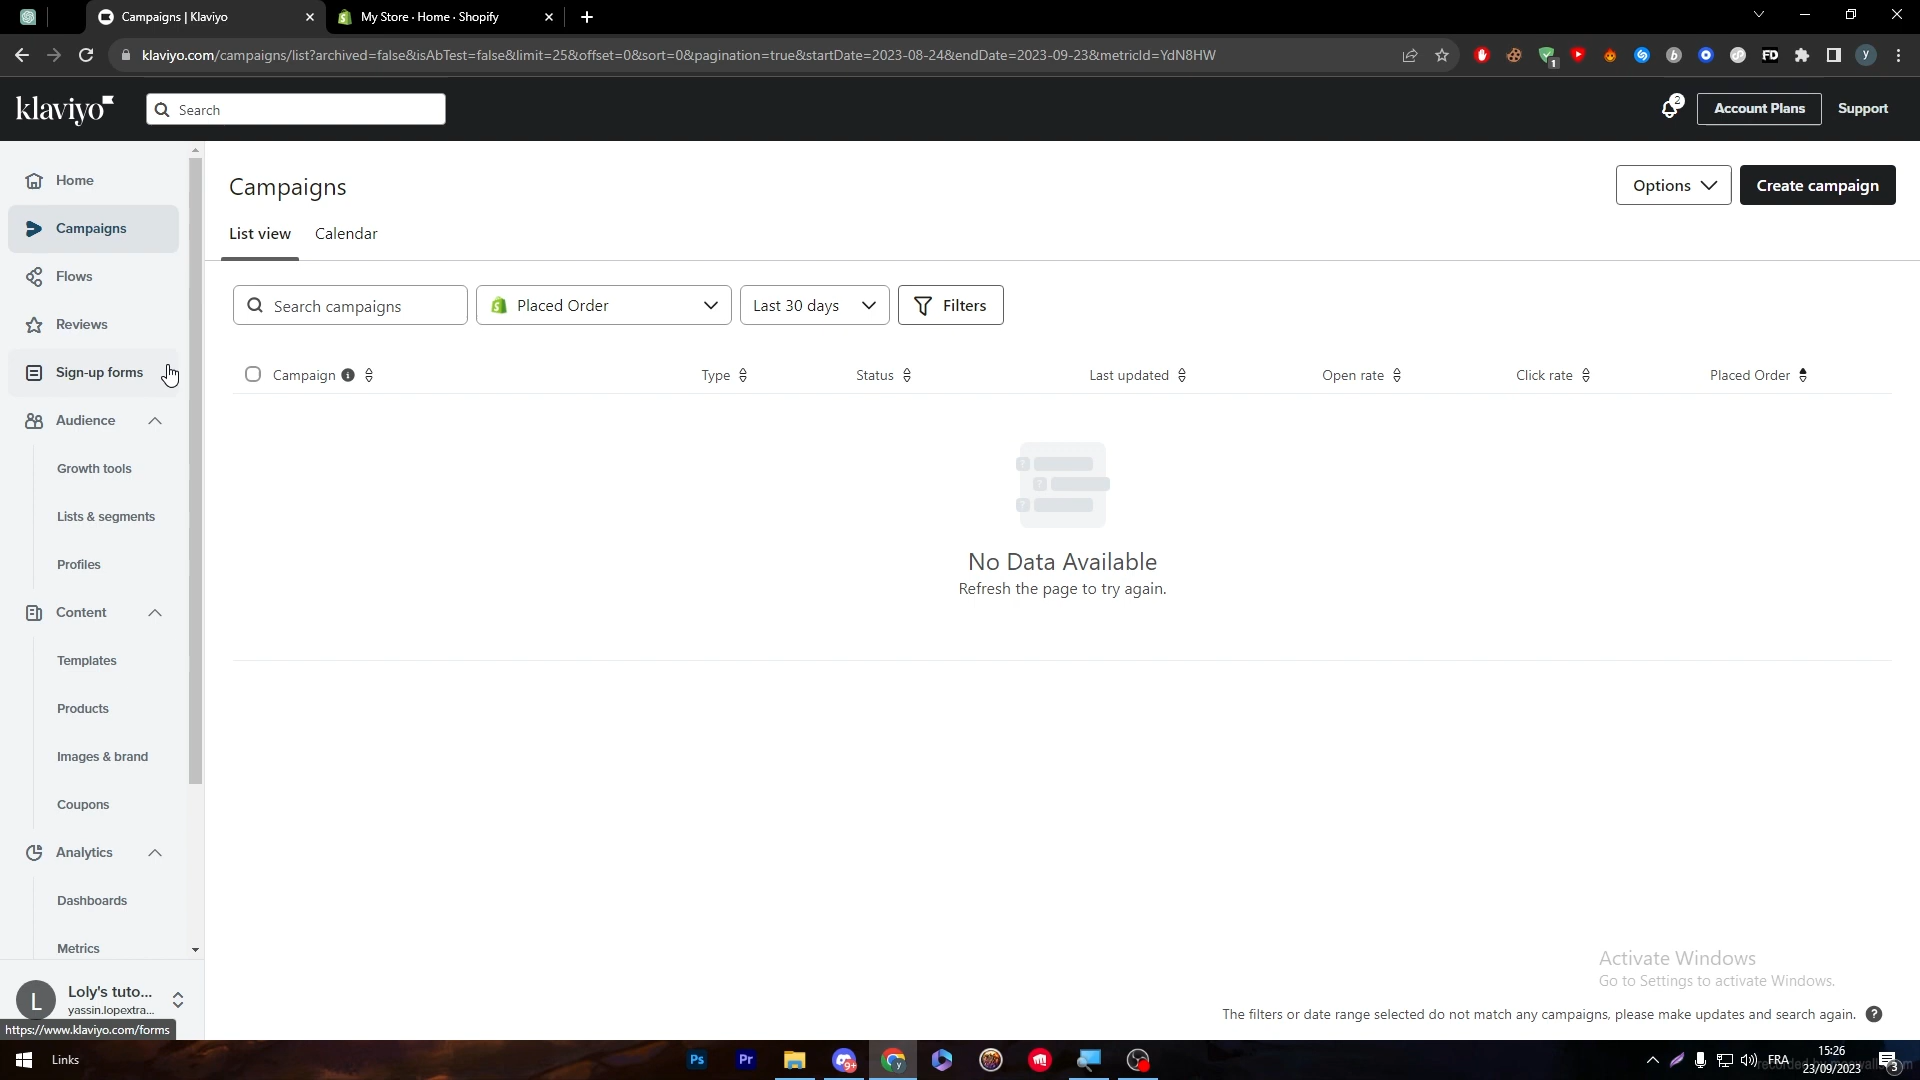 Campaigns | Klaviyo
My Store · Home · Shopify
klaviyo.com/campaigns/list?archived=false&isAbTest=false&limit=25&offset=0&sort=0&pagination=true&startDate=2023-08-24&endDate=2023-09-23&metricId=YdN8HW
1
b
FD
y
klaviyo
Search
2
Account Plans
Support
Home
Campaigns
Flows
Reviews
Sign-up forms
Audience
Growth tools
Lists & segments
Profiles
Content
Templates
Products
Images & brand
Coupons
Analytics
Dashboards
Metrics
L
Loly's tuto...
yassin.lopextra...
https://www.klaviyo.com/forms
Campaigns
Options
Create campaign
List view
Calendar
Search campaigns
Placed Order
Last 30 days
Filters
Campaign
Type
Status
Last updated
Open rate
Click rate
Placed Order
No Data Available
Refresh the page to try again.
Activate Windows
Go to Settings to activate Windows.
The filters or date range selected do not match any campaigns, please make updates and search again.
Links
Ps
Pr
9+
y
FRA
15:26
23/09/2023
3